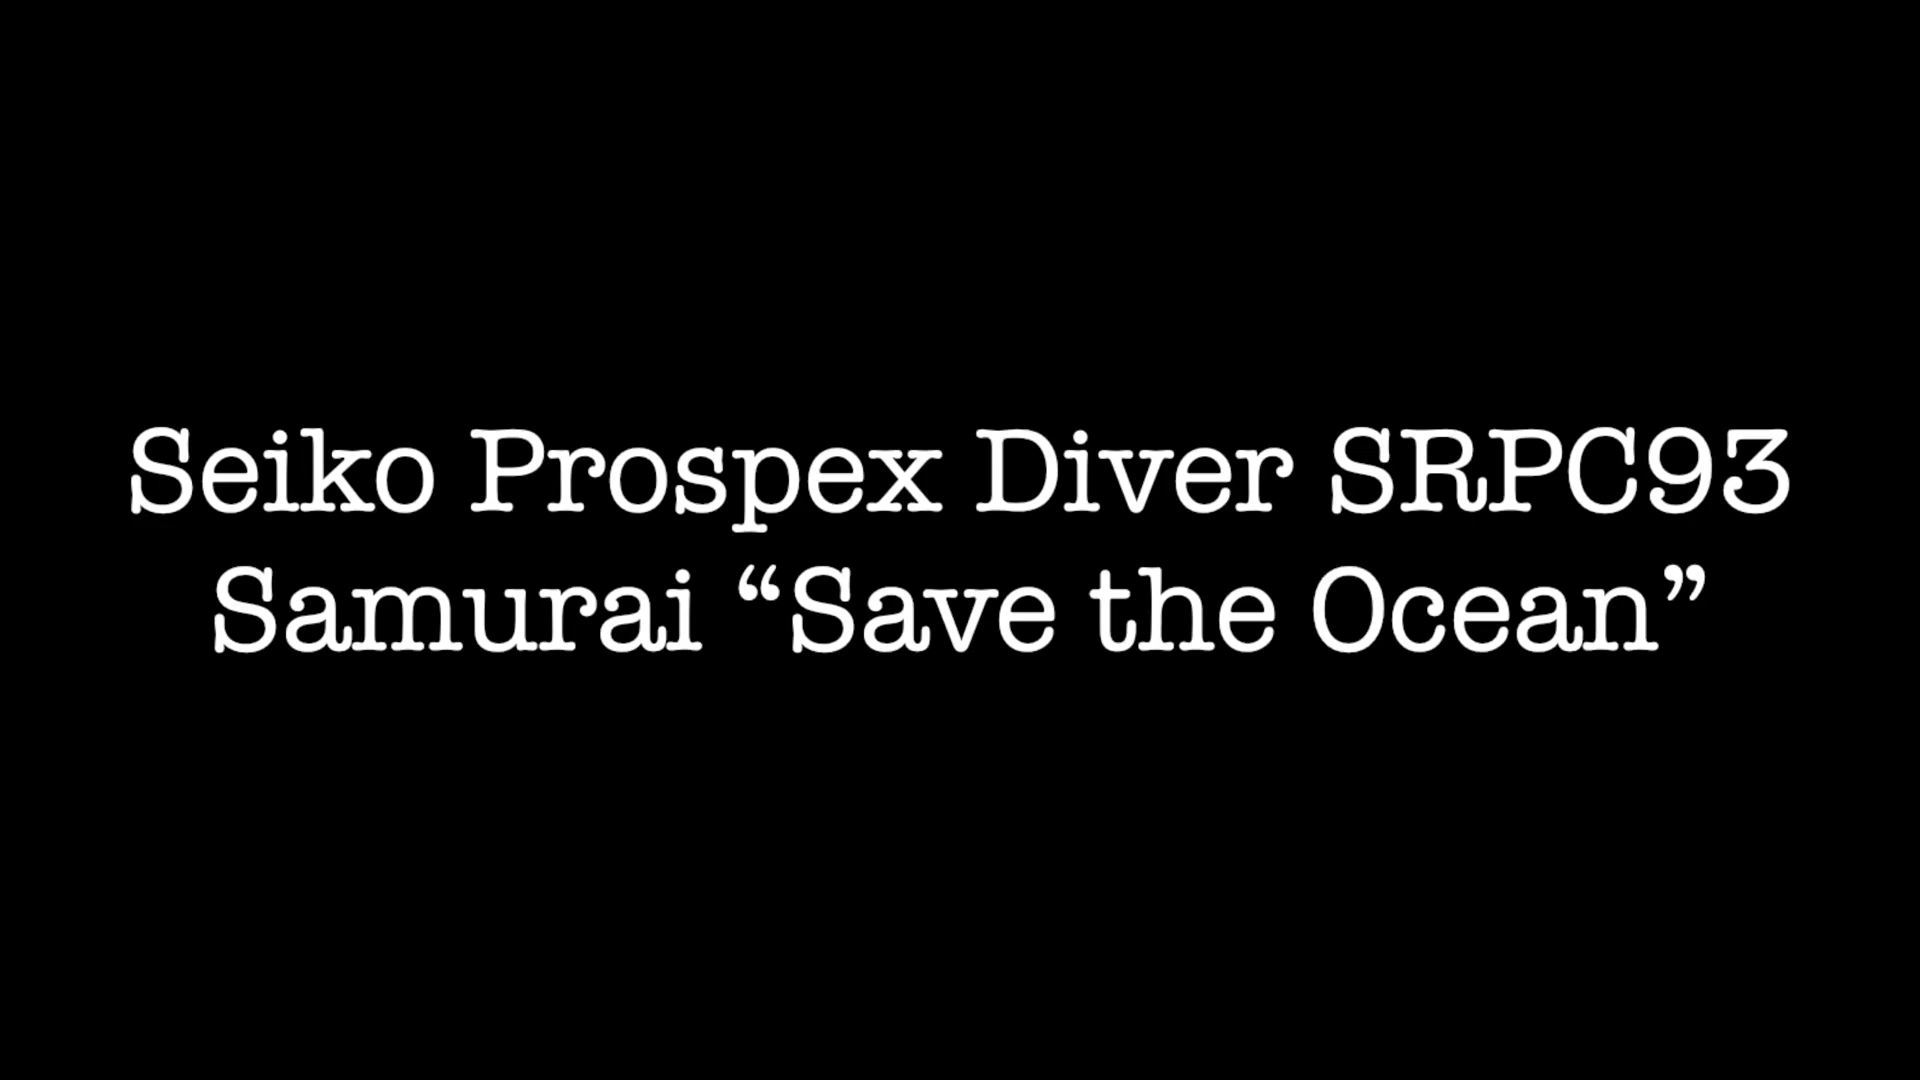 Seiko Prospex Diver SRPC93
Samurai “Save the Ocean”